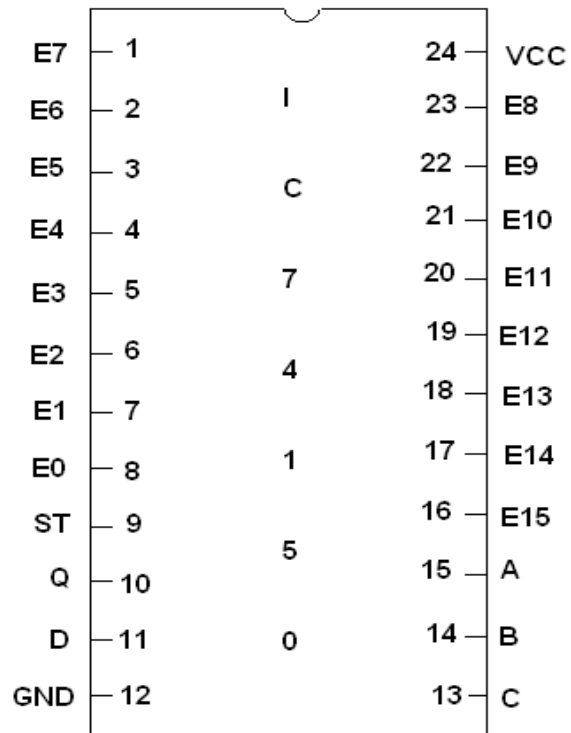 E7 1 24 VCC
I
E6 2 23 E8
E5 3 22 E9
C
E4 4 21 E10
E3 5 7 20 E11
E2 6 19 E12
4
E1 7 18 E13
E0 8 1 17 E14
ST 9 16 E15
5
Q 10 15 A
D 11 0 14 B
GND 12 13 C